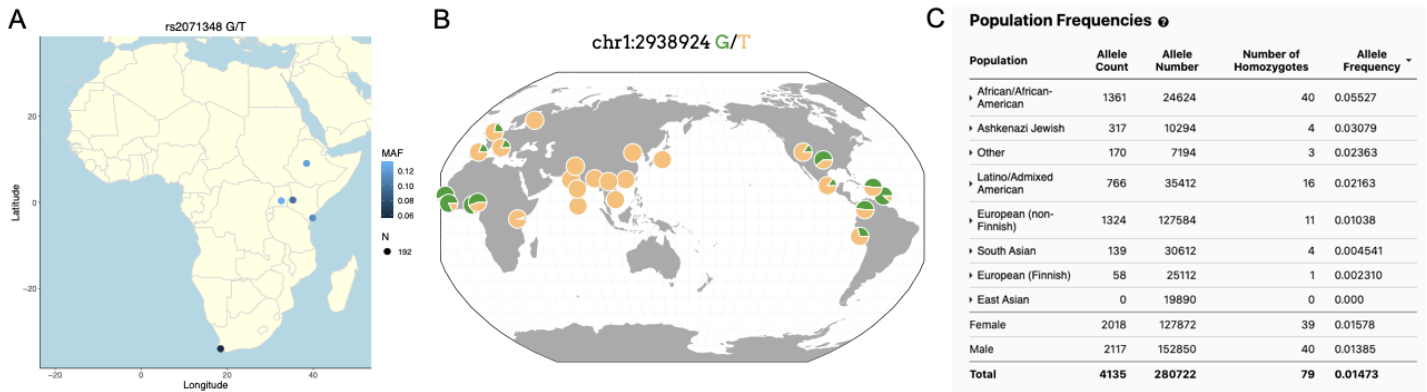 A
rs2071348 G/T
20
0
−20
Latitude
−20
0
20
40
Longitude
MAF
0.12
0.10
0.08
0.06
N
192
B
chr1:2938924 G/T
C
Population Frequencies ?
Population Allele Count Allele Number Number of Homozygotes Allele Frequency
African/African-American 1361 24624 40 0.05527
Ashkenazi Jewish 317 10294 4 0.03079
Other 170 7194 3 0.02363
Latino/Admixed American 766 35412 16 0.02163
European (non-Finnish) 1324 127584 11 0.01038
South Asian 139 30612 4 0.004541
European (Finnish) 58 25112 1 0.002310
East Asian 0 19890 0 0.000
Female 2018 127872 39 0.01578
Male 2117 152850 40 0.01385
Total 4135 280722 79 0.01473